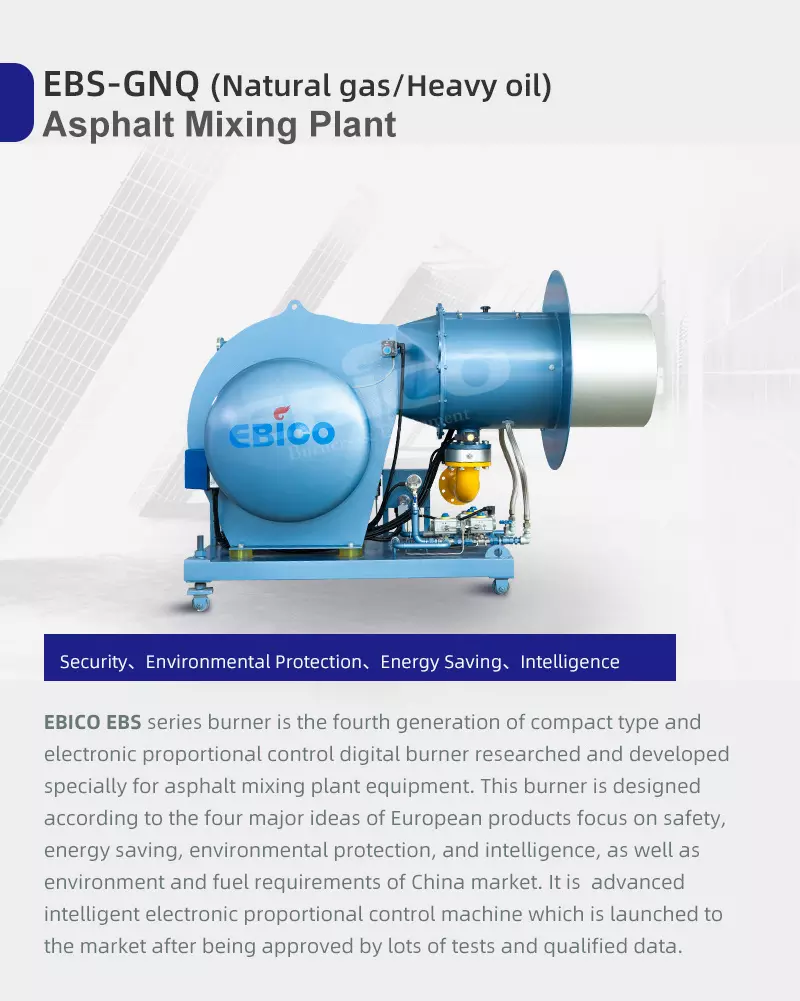 EBS-GNQ (Natural gas/Heavy oil)
Asphalt Mixing Plant
EBICO
Ebico
Burners Equipment
Security、Environmental Protection、Energy Saving、Intelligence
EBICO EBS series burner is the fourth generation of compact type and
electronic proportional control digital burner researched and developed
specially for asphalt mixing plant equipment. This burner is designed
according to the four major ideas of European products focus on safety,
energy saving, environmental protection, and intelligence, as well as
environment and fuel requirements of China market. It is  advanced
intelligent electronic proportional control machine which is launched to
the market after being approved by lots of tests and qualified data.